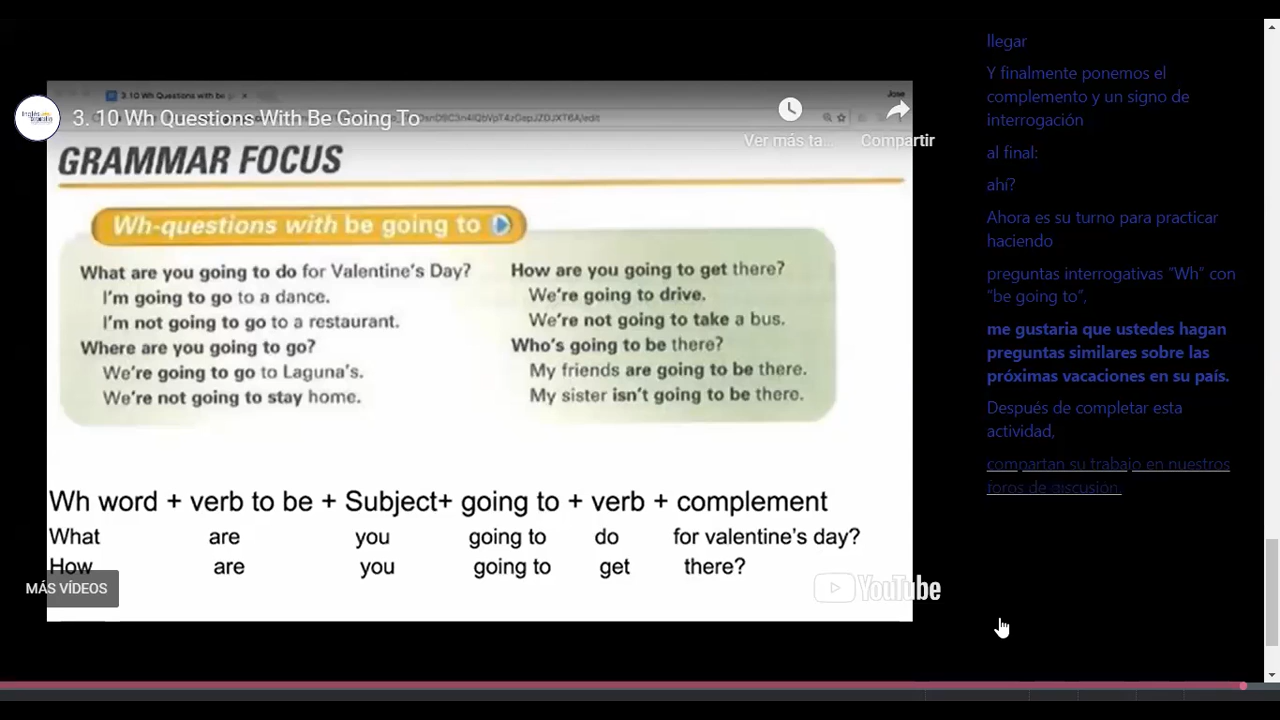 3.10 Wh Questions with be g
Jose
3. 10 Wh Questions With Be Going To
Ver más ta...
Compartir
GRAMMAR FOCUS
Wh-questions with be going to
What are you going to do for Valentine's Day?
I'm going to go to a dance.
I'm not going to go to a restaurant.
Where are you going to go?
We're going to go to Laguna's.
We're not going to stay home.
How are you going to get there?
We're going to drive.
We're not going to take a bus.
Who's going to be there?
My friends are going to be there.
My sister isn't going to be there.
Wh word + verb to be + Subject+ going to + verb + complement
What are you going to do for valentine's day?
How are you going to get there?
MÁS VÍDEOS
YouTube
llegar
Y finalmente ponemos el
complemento y un signo de
interrogación
al final:
ahí?
Ahora es su turno para practicar
haciendo
preguntas interrogativas "Wh" con
"be going to",
me gustaria que ustedes hagan
preguntas similares sobre las
próximas vacaciones en su país.
Después de completar esta
actividad,
compartan su trabajo en nuestros
foros de discusión.